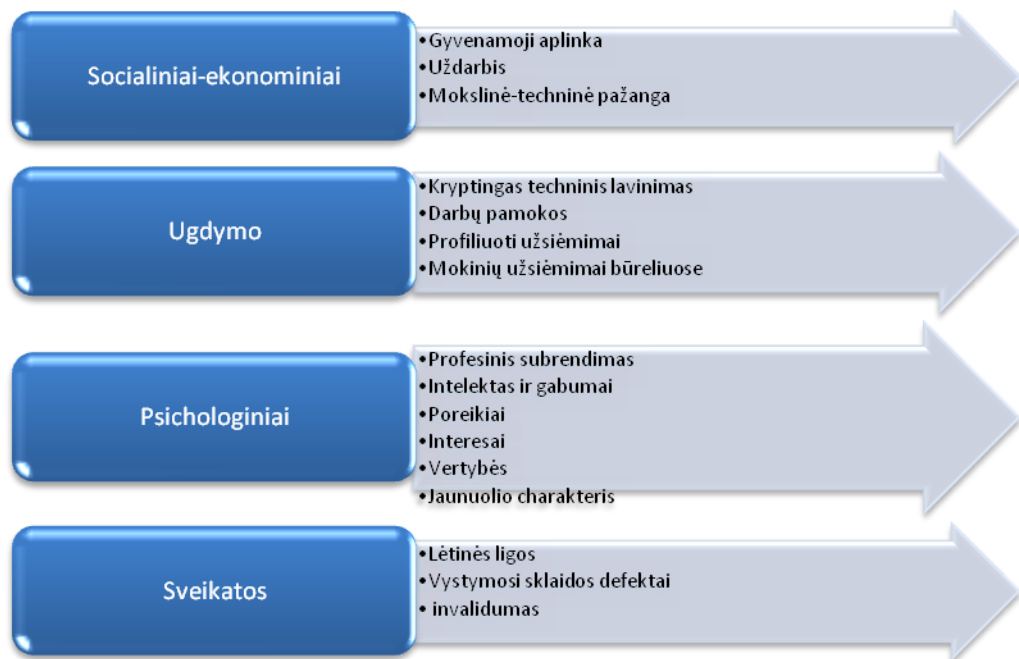 Socialiniai-ekonominiai
•Gyvenamoji aplinka
•Uždarbis
•Mokslinė-techninė pažanga
Ugdymo
•Kryptingas techninis lavinimas
•Darbų pamokos
•Profiliuoti užsiėmimai
•Mokinių užsiėmimai būreliuose
Psichologiniai
•Profesinis subrendimas
•Intelektas ir gabumai
•Poreikiai
•Interesai
•Vertybės
•Jaunuolio charakteris
Sveikatos
•Lėtinės ligos
•Vystymosi sklaidos defektai
• invalidumas